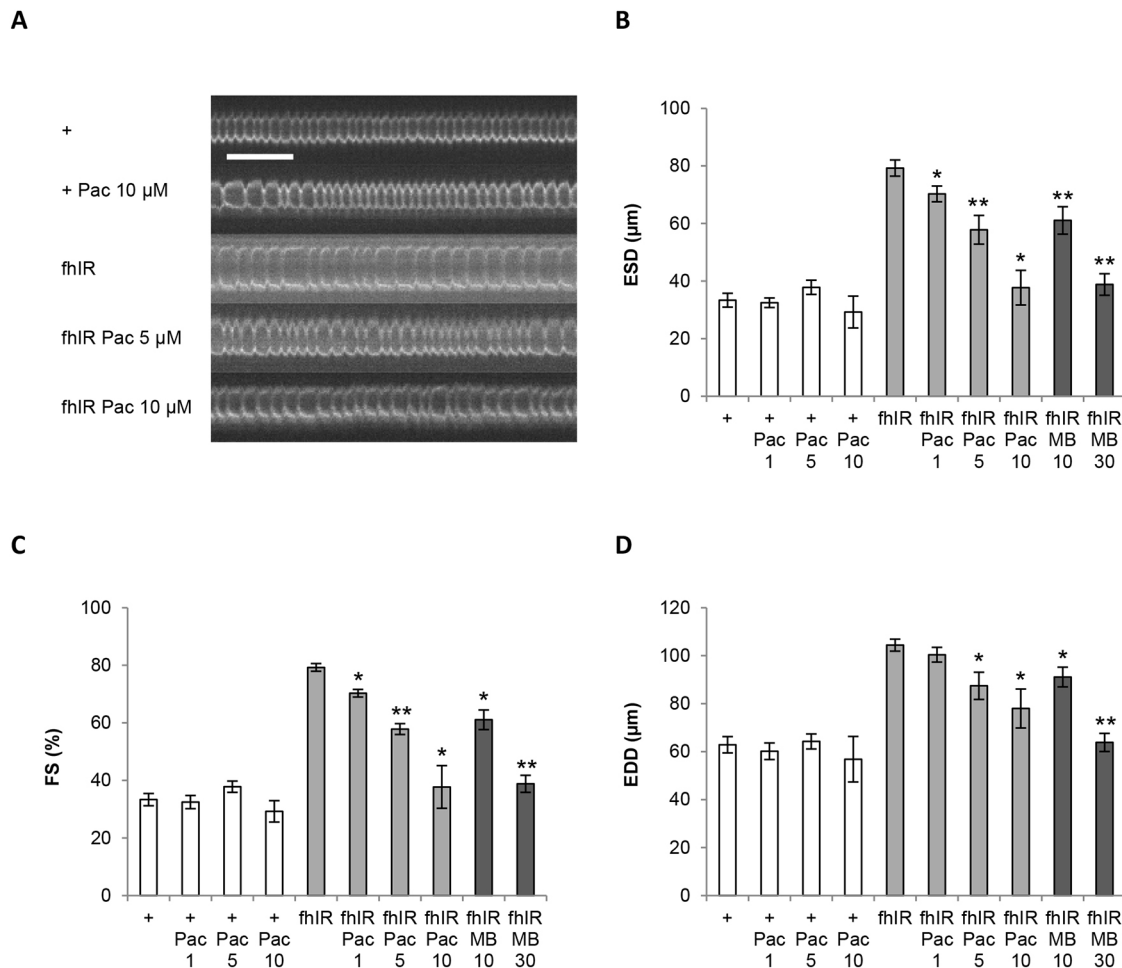 A
+
+ Pac 10 µM
fhIR
fhIR Pac 5 µM
fhIR Pac 10 µM
B
ESD (µm)
100
80
60
40
20
0
* ** * ** **
+ + + + fhIR fhIR fhIR fhIR fhIR fhIR
Pac Pac Pac Pac Pac Pac MB MB
1 5 10 1 5 10 10 30
C
FS (%)
100
80
60
40
20
0
* ** * * **
+ + + + fhIR fhIR fhIR fhIR fhIR fhIR
Pac Pac Pac Pac Pac Pac MB MB
1 5 10 1 5 10 10 30
D
EDD (µm)
120
100
80
60
40
20
0
* * * **
+ + + + fhIR fhIR fhIR fhIR fhIR fhIR
Pac Pac Pac Pac Pac Pac MB MB
1 5 10 1 5 10 10 30